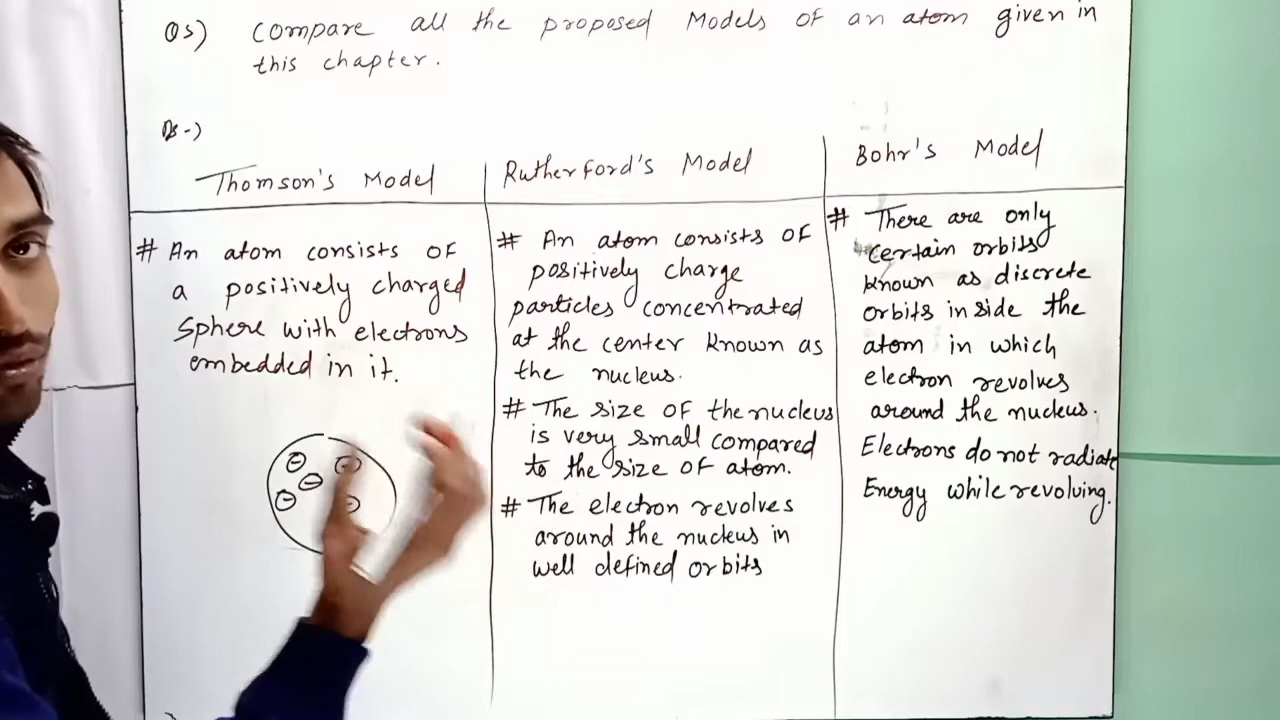 Q5) Compare all the proposed Models of an atom given in
this chapter.
Thomson's Model
# An atom consists of
a positively charged
sphere with electrons
embedded in it.
Rutherford's Model
# An atom consists of
positively charge
particles concentrated
at the center known as
the nucleus.
# The size of the nucleus
is very small compared
to the size of atom.
# The electron revolves
around the nucleus in
well defined orbits
Bohr's Model
# There are only
certain orbits
known as discrete
orbits in side the
atom in which
electron revolves
around the nucleus.
Electrons do not radiate
Energy while revolving.